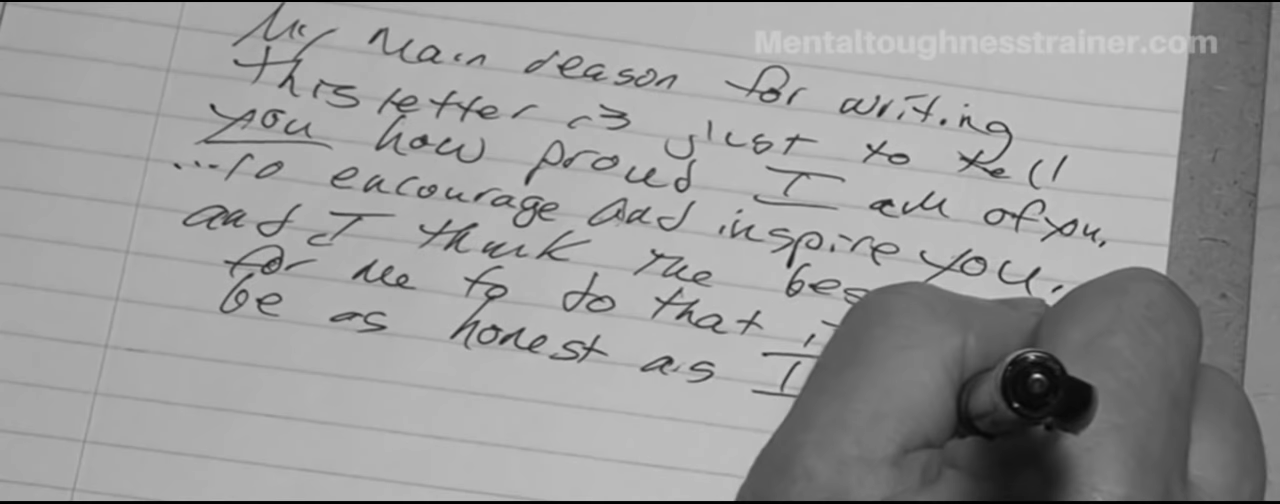 Mentaltoughnesstrainer.com
My main reason for writing
this letter is just to tell
you how proud I am of you.
...to encourage and inspire you.
and I think the
for me to do that
be as honest as I